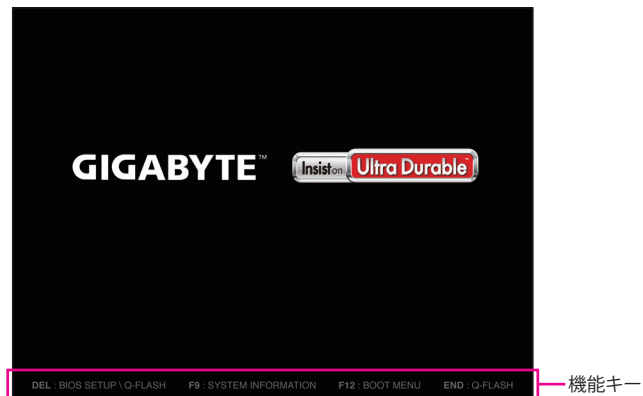 GIGABYTE™ Insist on Ultra Durable™
DEL : BIOS SETUP \ Q-FLASH F9 : SYSTEM INFORMATION F12 : BOOT MENU END : Q-FLASH
機能キー